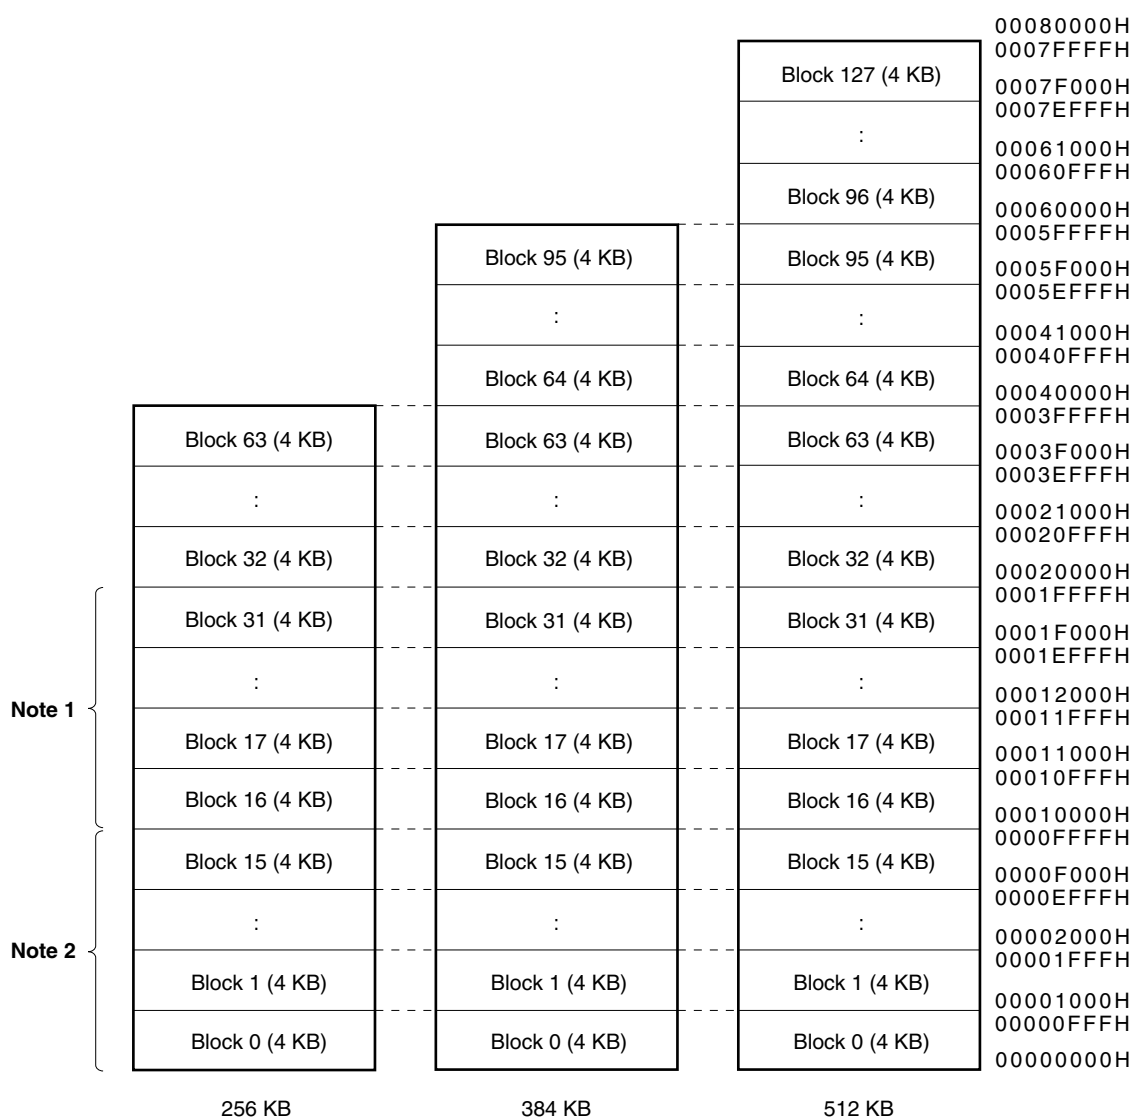 00080000H
0007FFFFH
Block 127 (4 KB)
0007F000H
0007EFFFH
:
00061000H
00060FFFH
Block 96 (4 KB)
00060000H
0005FFFFH
Block 95 (4 KB) Block 95 (4 KB)
0005F000H
0005EFFFH
: :
00041000H
00040FFFH
Block 64 (4 KB) Block 64 (4 KB)
00040000H
0003FFFFH
Block 63 (4 KB) Block 63 (4 KB) Block 63 (4 KB)
0003F000H
0003EFFFH
: : :
00021000H
00020FFFH
Block 32 (4 KB) Block 32 (4 KB) Block 32 (4 KB)
00020000H
0001FFFFH
Block 31 (4 KB) Block 31 (4 KB) Block 31 (4 KB)
0001F000H
0001EFFFH
: : :
00012000H
Note 1
00011FFFH
Block 17 (4 KB) Block 17 (4 KB) Block 17 (4 KB)
00011000H
00010FFFH
Block 16 (4 KB) Block 16 (4 KB) Block 16 (4 KB)
00010000H
0000FFFFH
Block 15 (4 KB) Block 15 (4 KB) Block 15 (4 KB)
0000F000H
0000EFFFH
: : :
00002000H
Note 2
00001FFFH
Block 1 (4 KB) Block 1 (4 KB) Block 1 (4 KB)
00001000H
00000FFFH
Block 0 (4 KB) Block 0 (4 KB) Block 0 (4 KB)
00000000H
256 KB 384 KB 512 KB